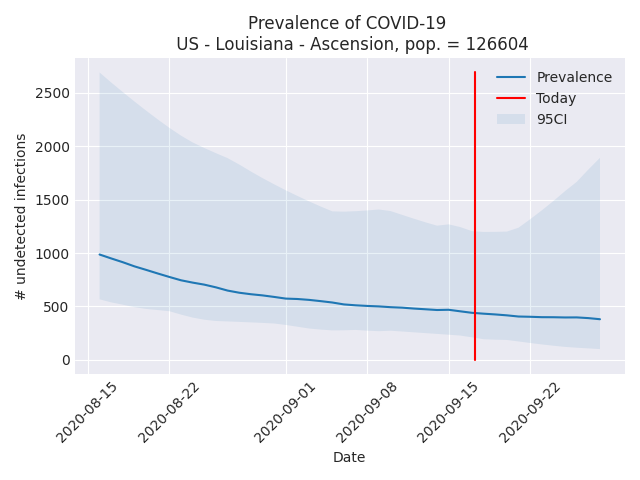 Prevalence of COVID-19
US - Louisiana - Ascension, pop. = 126604
Prevalence
Today
95CI
# undetected infections
2500
2000
1500
1000
500
0
2020-08-15
2020-08-22
2020-09-01
2020-09-08
2020-09-15
2020-09-22
Date